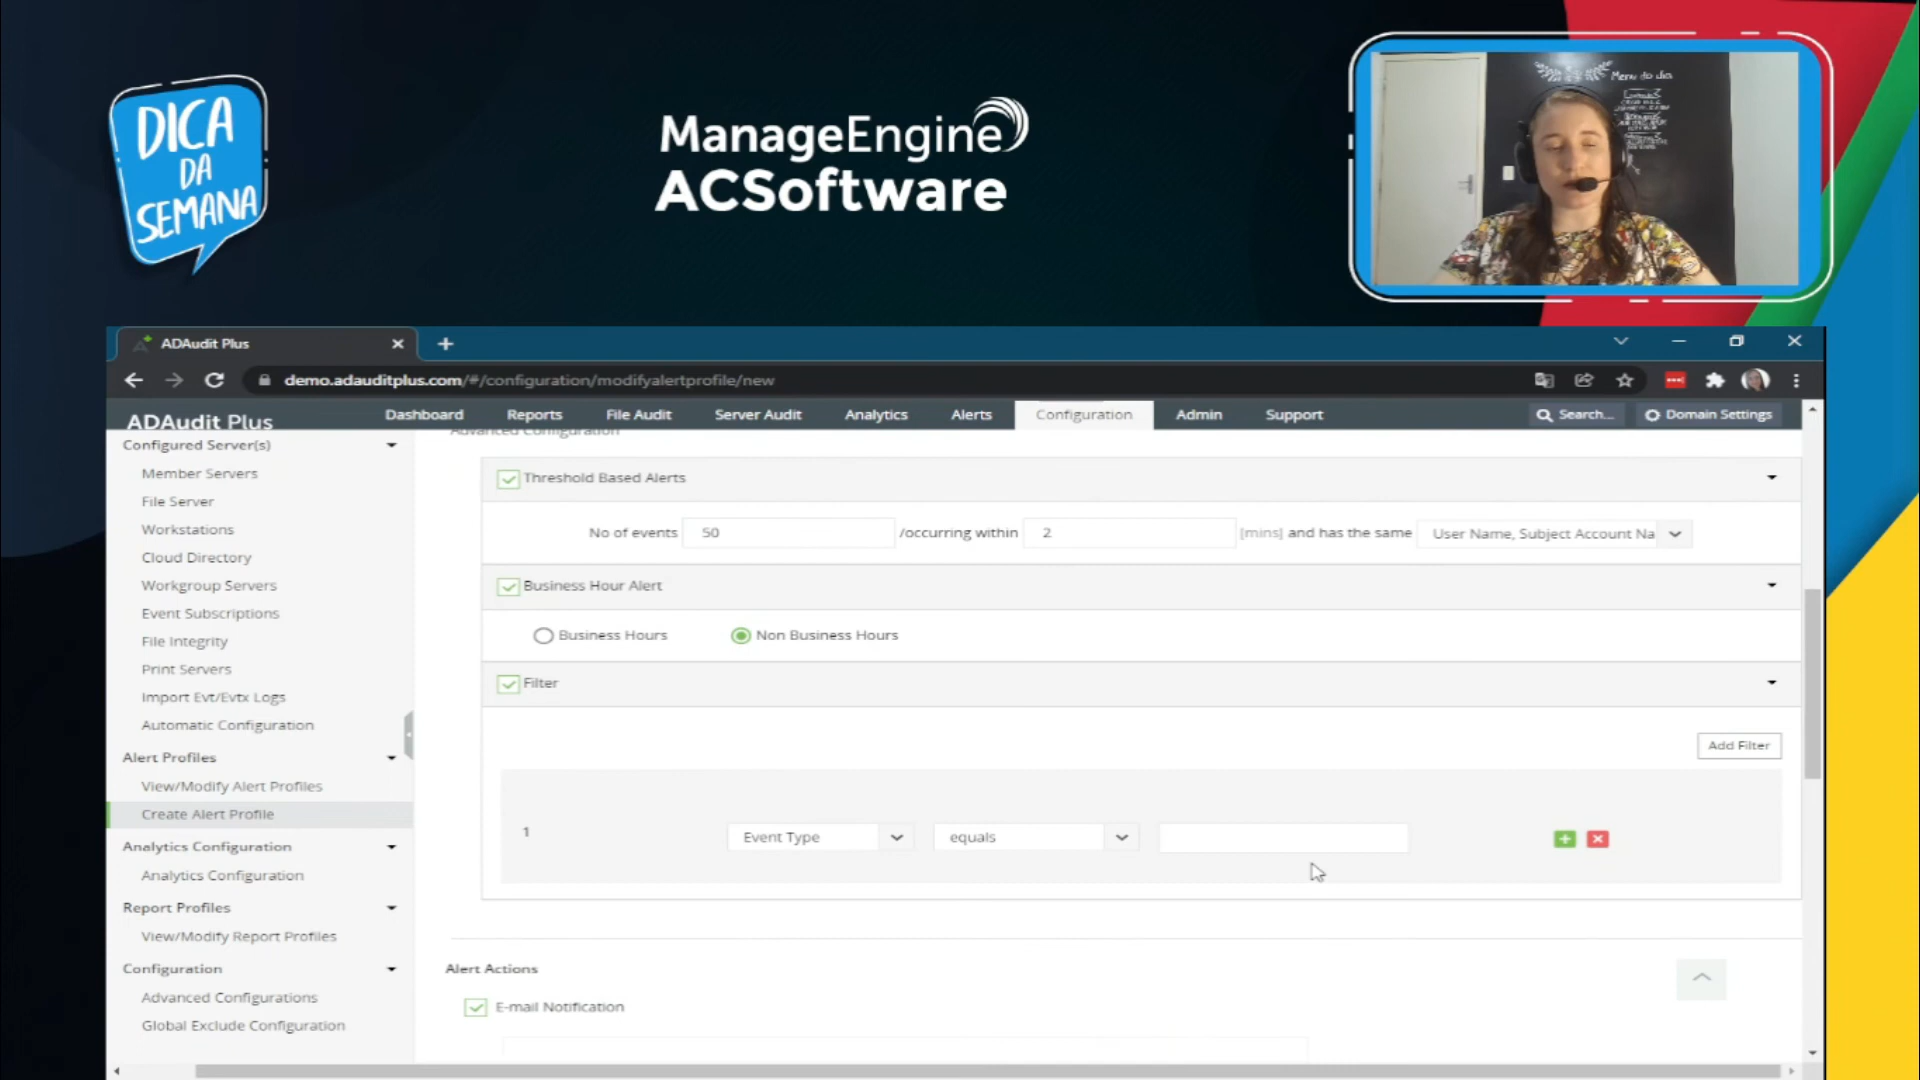 DICA
DA
SEMANA
ManageEngine
ACSoftware
Menu do dia
ADAudit Plus
demo.adauditplus.com/#/configuration/modifyalertprofile/new
ADAudit Plus
Dashboard
Reports
File Audit
Server Audit
Analytics
Alerts
Configuration
Admin
Support
Search...
Domain Settings
Configured Server(s)
Member Servers
File Server
Workstations
Cloud Directory
Workgroup Servers
Event Subscriptions
File Integrity
Print Servers
Import Evt/Evtx Logs
Automatic Configuration
Alert Profiles
View/Modify Alert Profiles
Create Alert Profile
Analytics Configuration
Analytics Configuration
Report Profiles
View/Modify Report Profiles
Configuration
Advanced Configurations
Global Exclude Configuration
Advanced Configuration
Threshold Based Alerts
No of events 50 /occurring within 2 [mins] and has the same User Name, Subject Account Na
Business Hour Alert
Business Hours
Non Business Hours
Filter
Add Filter
1 Event Type equals
Alert Actions
E-mail Notification